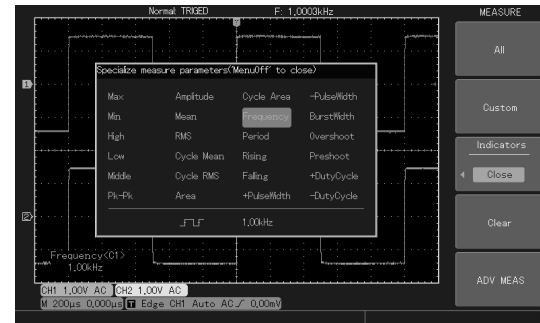 Normal TRIGED F: 1,0003kHz MEASURE
All
Specialize measure parameters('MenuOff' to close)
1
Max Amplitude Cycle Area -PulseWidth
Min Mean Frequency BurstWidth
Custom
High RMS Period Overshoot
Low Cycle Mean Rising Preshoot
Indicators
Middle Cycle RMS Falling +DutyCycle
Close
Pk-Pk Area +PulseWidth -DutyCycle
2
1,00kHz
Clear
Frequency<C1>
1.00kHz
ADV MEAS
CH1 1,00V AC CH2 1,00V AC
M 200µs 0,000µs T Edge CH1 Auto AC 0,00mV